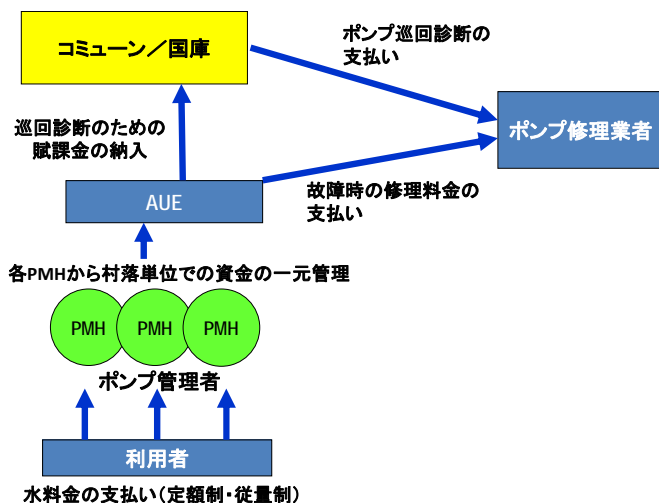 コミューン／国庫
ポンプ巡回診断の
支払い
ポンプ修理業者
巡回診断のための
賦課金の納入
AUE
故障時の修理料金の
支払い
各PMHから村落単位での資金の一元管理
PMH
PMH
PMH
ポンプ管理者
利用者
水料金の支払い（定額制・従量制）